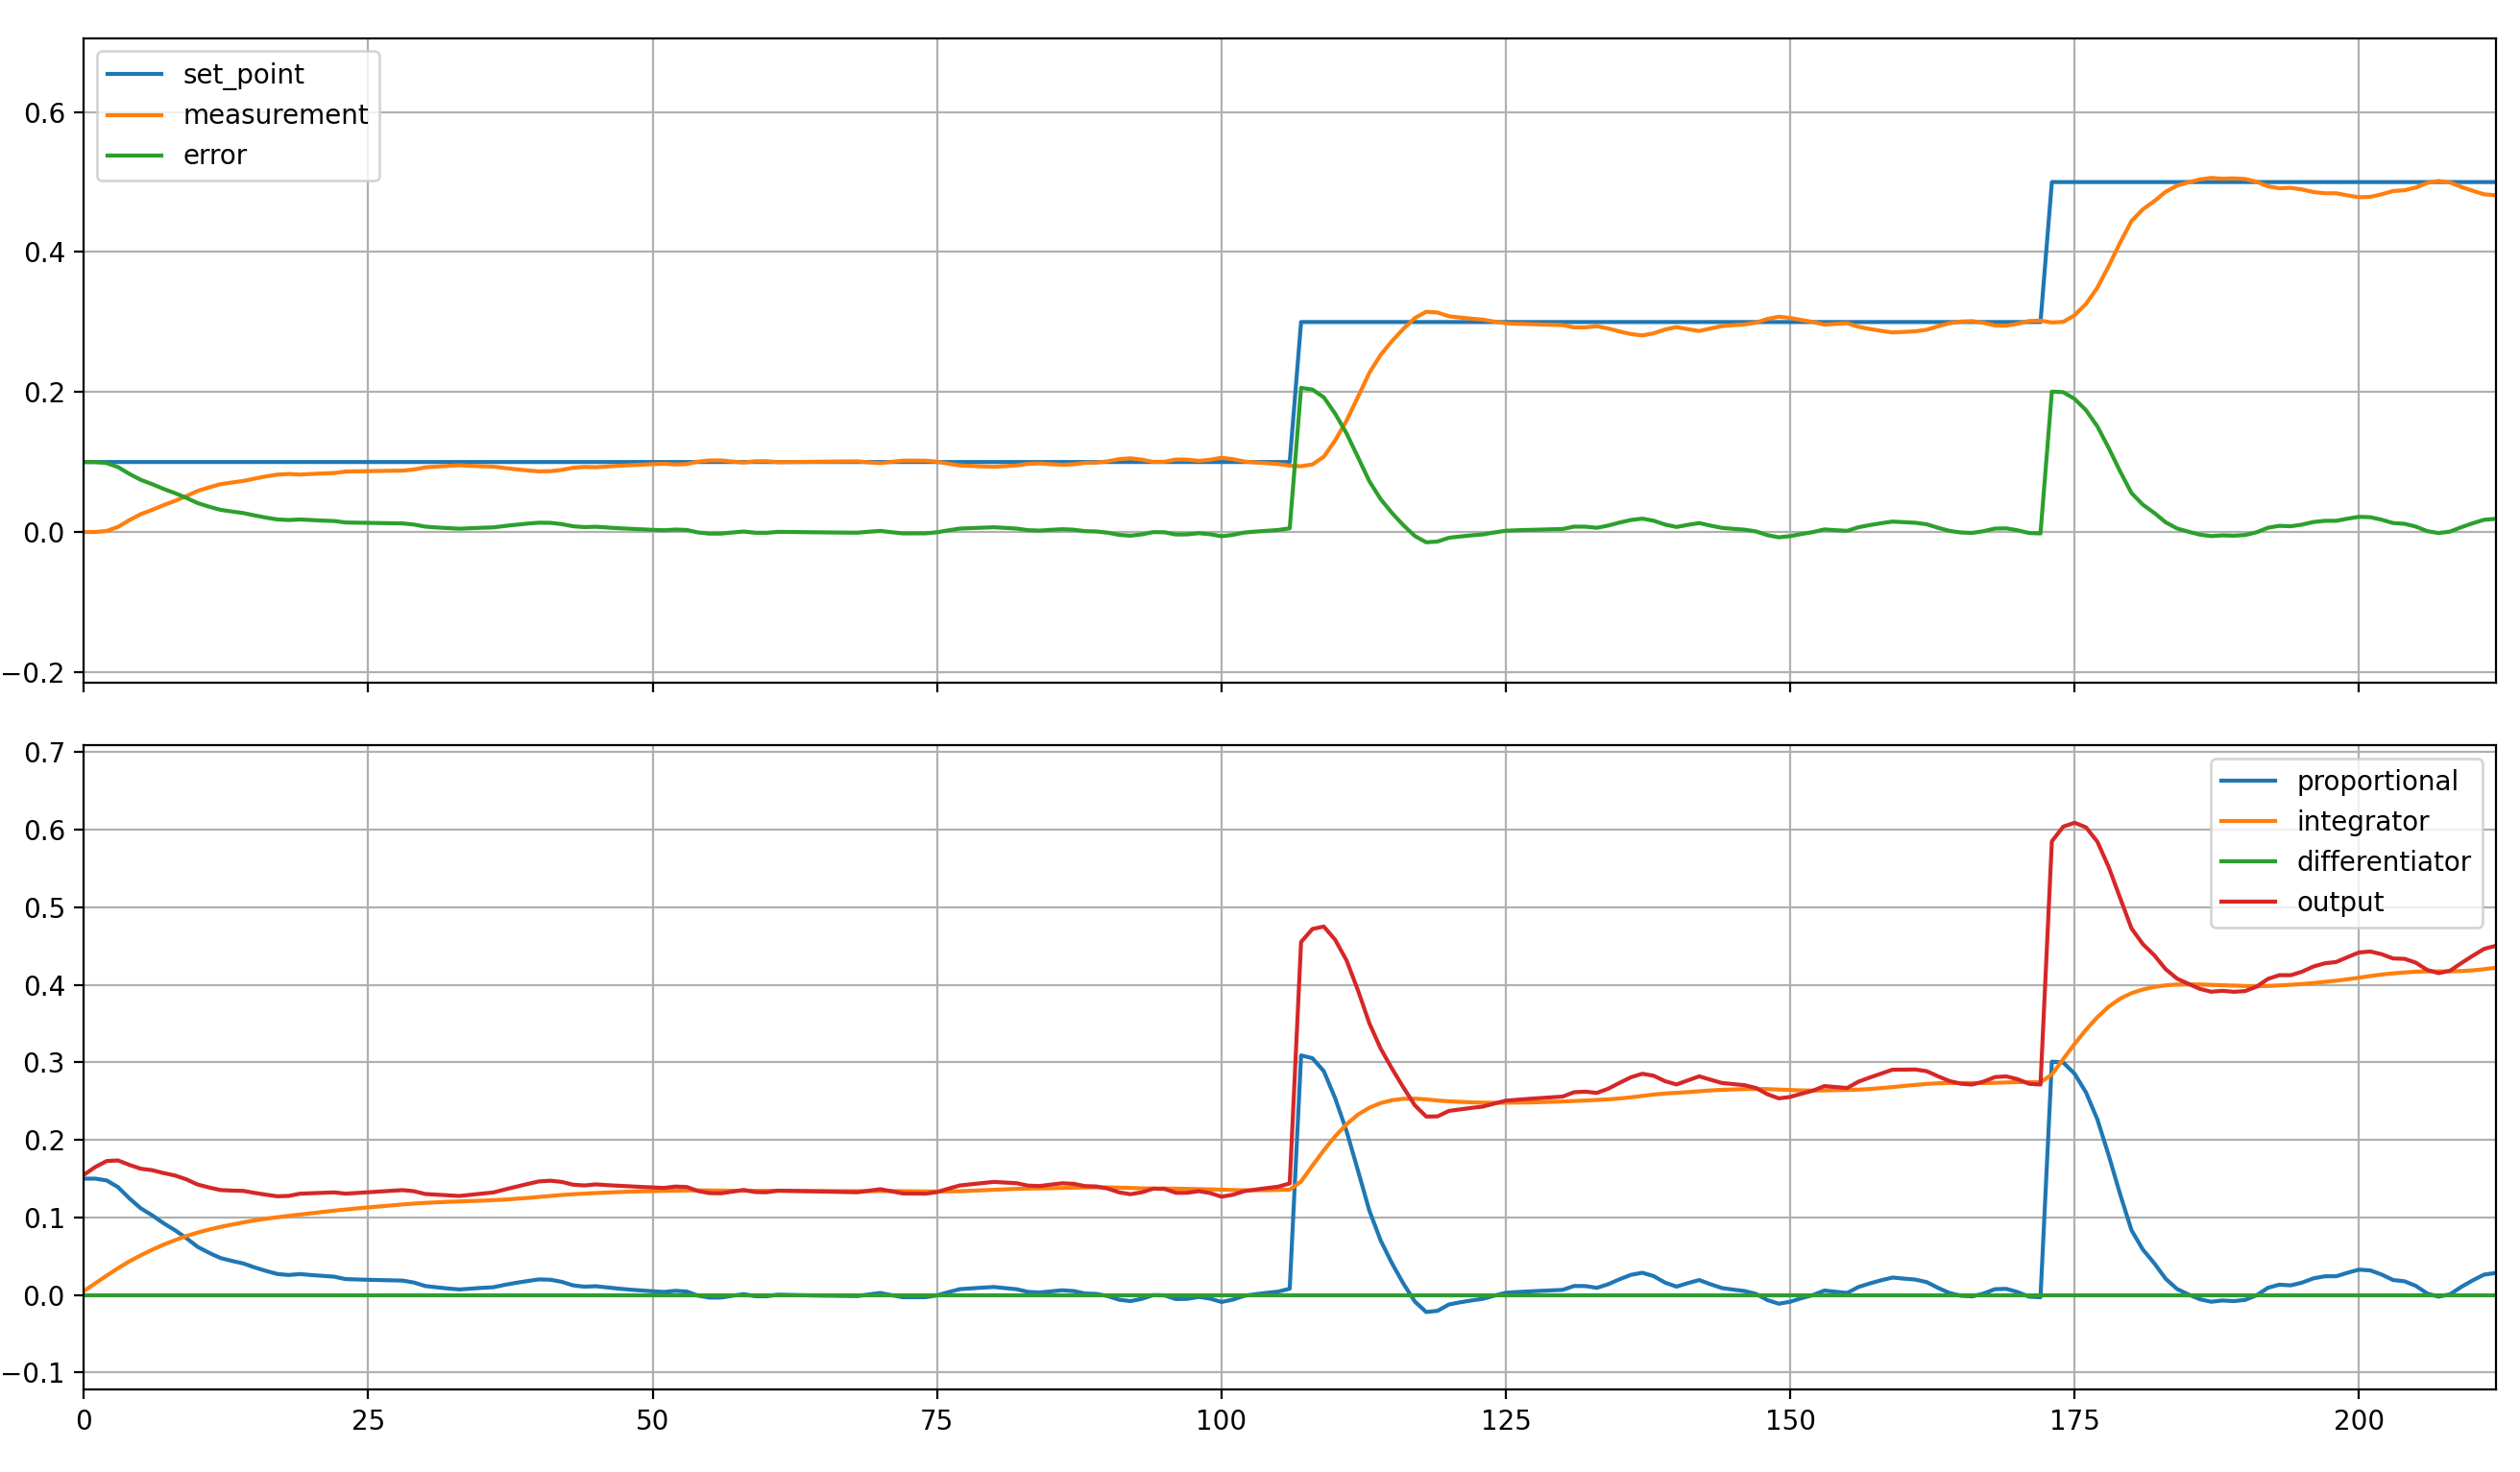 set_point
measurement
error
0.6
0.4
0.2
0.0
−0.2
0.7
0.6
0.5
0.4
0.3
0.2
0.1
0.0
−0.1
proportional
integrator
differentiator
output
0 25 50 75 100 125 150 175 200